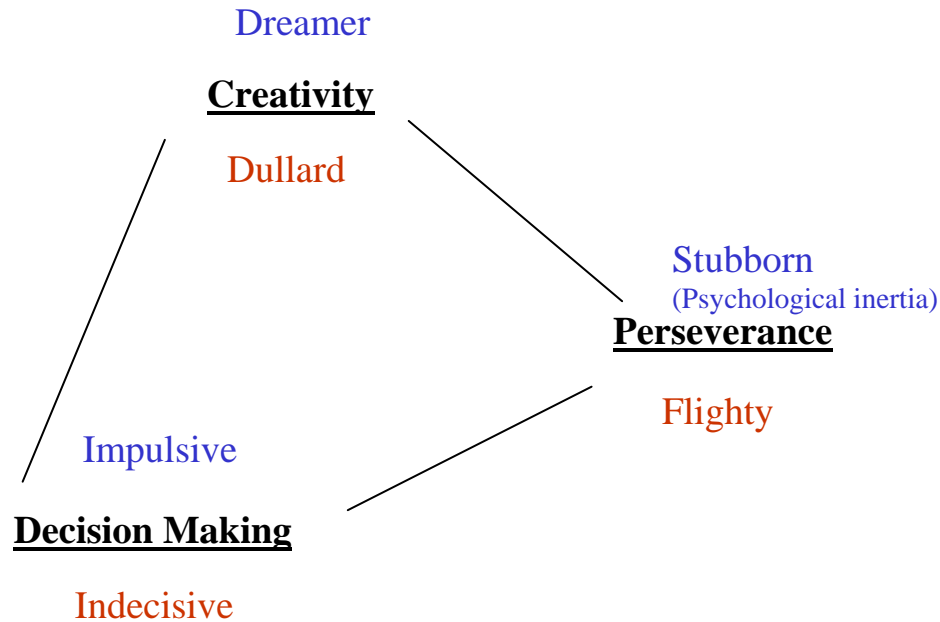 Dreamer
Creativity
Dullard
Stubborn
(Psychological inertia)
Perseverance
Flighty
Impulsive
Decision Making
Indecisive